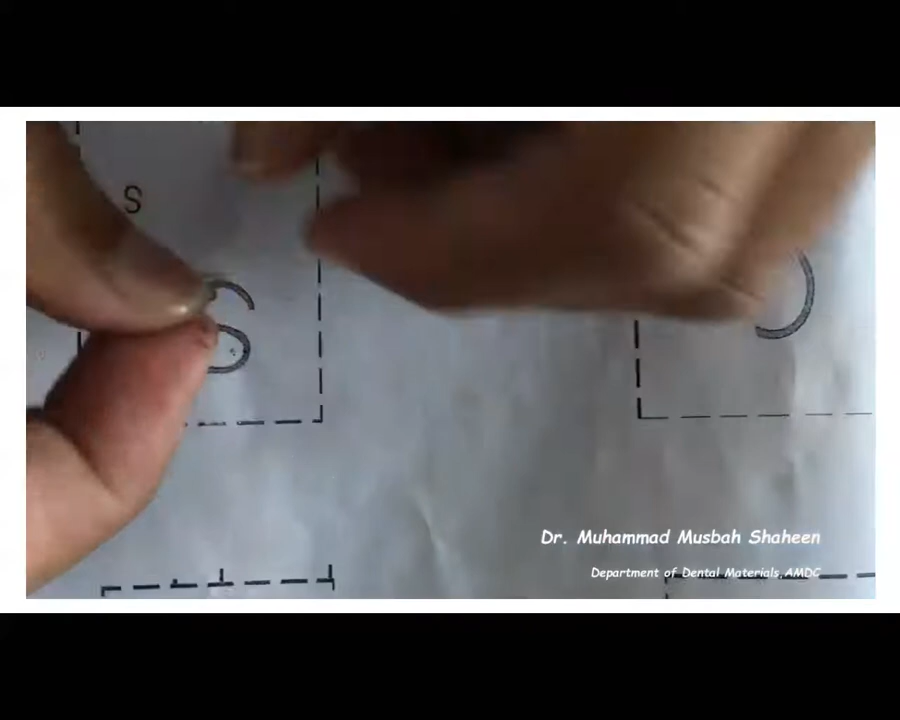 S
S
Dr. Muhammad Musbah Shaheen
Department of Dental Materials, AMDC